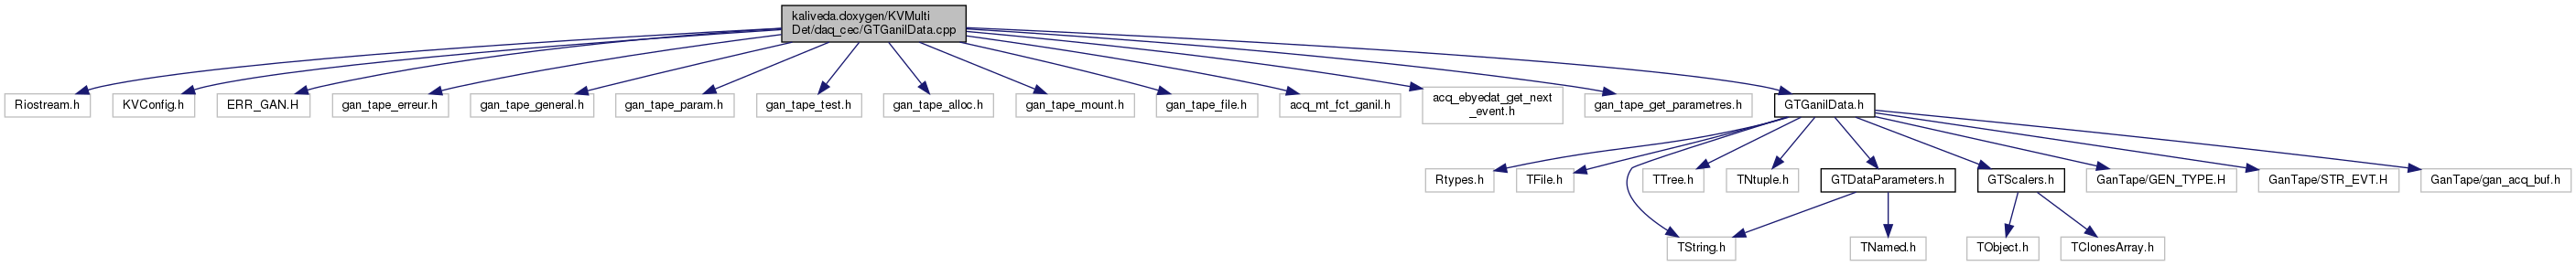 kaliveda.doxygen/KVMulti
Det/daq_cec/GTGanilData.cpp
Riostream.h
KVConfig.h
ERR_GAN.H
gan_tape_erreur.h
gan_tape_general.h
gan_tape_param.h
gan_tape_test.h
gan_tape_alloc.h
gan_tape_mount.h
gan_tape_file.h
acq_mt_fct_ganil.h
acq_ebyedat_get_next
_event.h
gan_tape_get_parametres.h
GTGanilData.h
Rtypes.h
TFile.h
TTree.h
TNtuple.h
GTDataParameters.h
GTScalers.h
GanTape/GEN_TYPE.H
GanTape/STR_EVT.H
GanTape/gan_acq_buf.h
TString.h
TNamed.h
TObject.h
TClonesArray.h